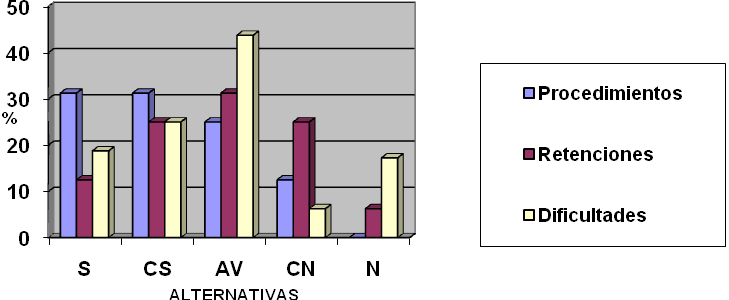 50
40
30
%
20
10
0
S CS AV CN N
ALTERNATIVAS
Procedimientos
Retenciones
Dificultades